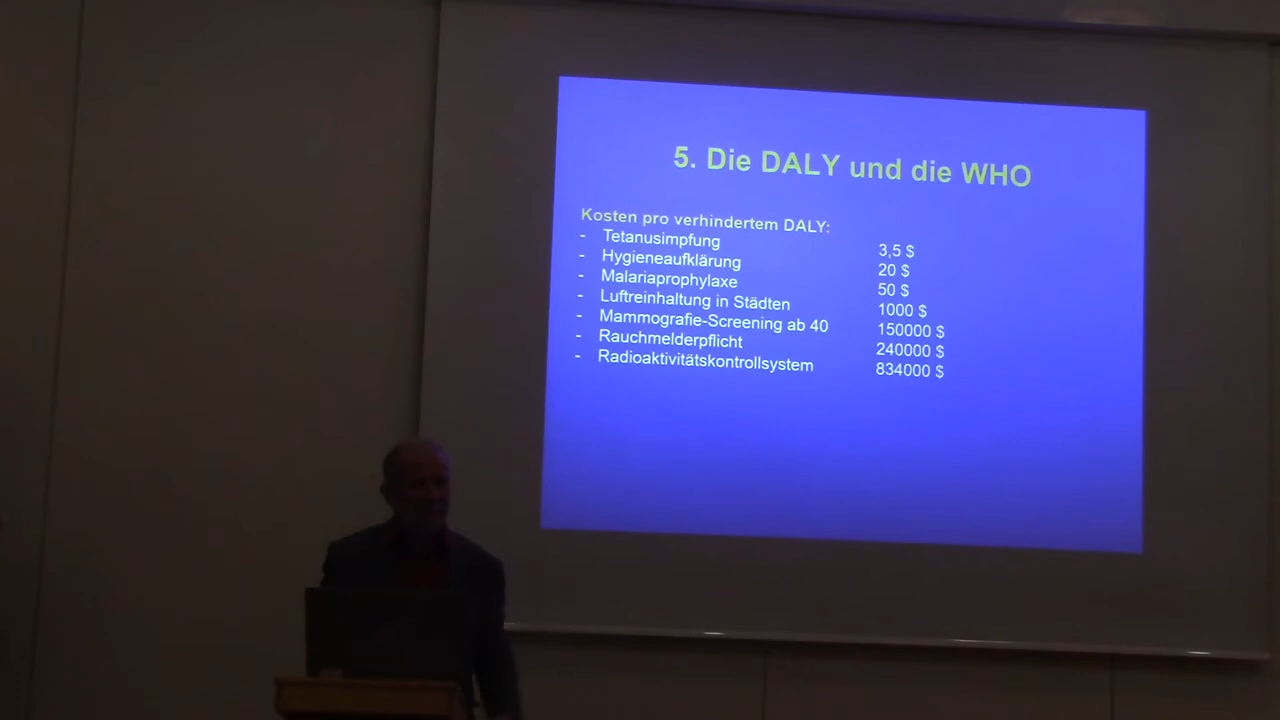 5. Die DALY und die WHO
Kosten pro verhindertem DALY:
- Tetanusimpfung 3,5 $
- Hygieneaufklärung 20 $
- Malariaprophylaxe 50 $
- Luftreinhaltung in Städten 1000 $
- Mammografie-Screening ab 40 150000 $
- Rauchmelderpflicht 240000 $
- Radioaktivitätskontrollsystem 834000 $